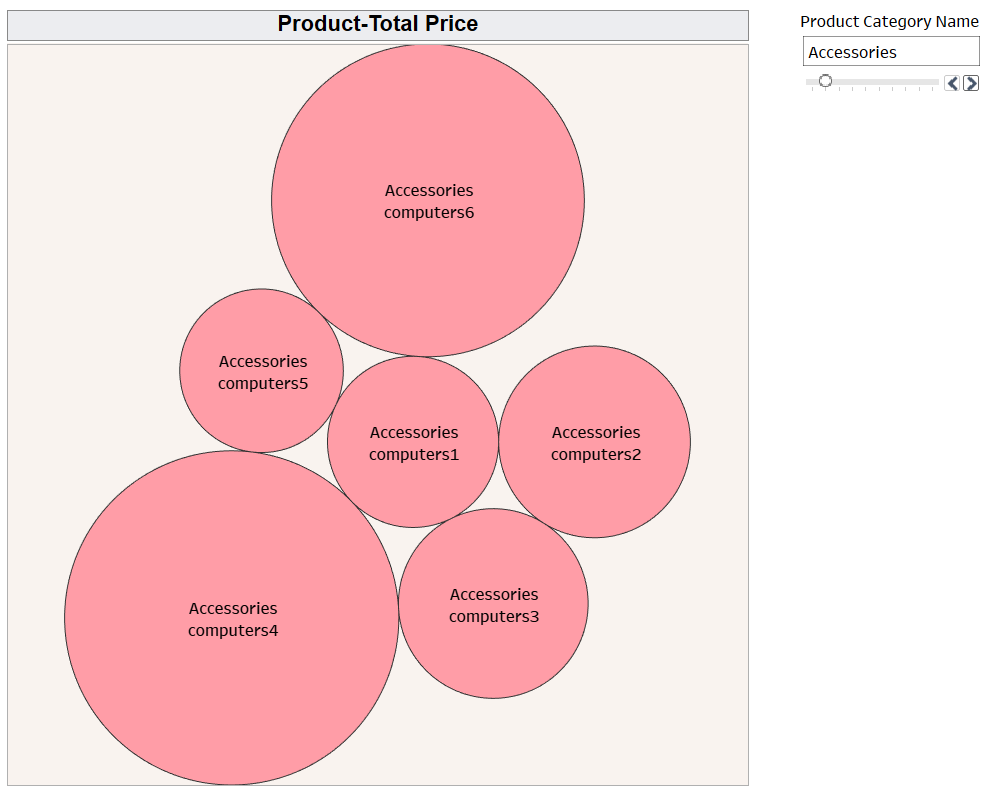 Product-Total Price
Product Category Name
Accessories
Accessories
computers6
Accessories
computers5
Accessories
computers1
Accessories
computers2
Accessories
computers4
Accessories
computers3